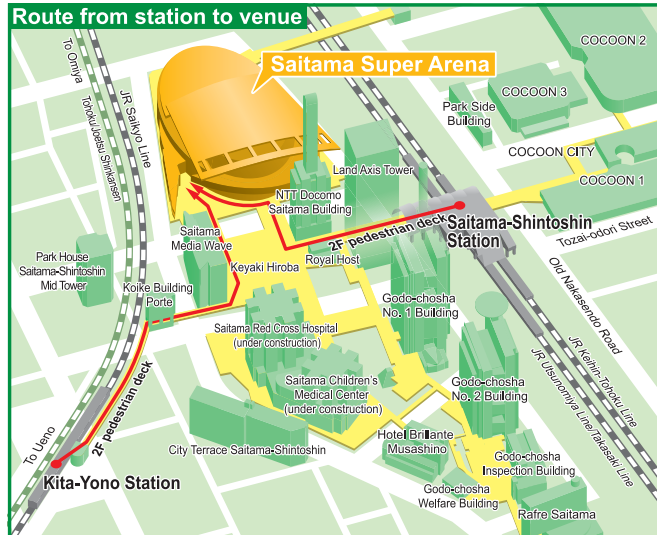 Route from station to venue
To Omiya
Tohoku/Joetsu Shinkansen
JR Saikyo Line
Saitama Super Arena
COCOON 2
COCOON 3
Park Side
Building
COCOON CITY
COCOON 1
Land Axis Tower
NTT Docomo
Saitama Building
Saitama-Shintoshin
Station
Tozai-odori Street
2F pedestrian deck
Royal Host
Saitama
Media Wave
Keyaki Hiroba
Park House
Saitama-Shintoshin
Mid Tower
Koike Building
Porte
Godo-chosha
No. 1 Building
Old Nakasendo Road
JR Keihin-Tohoku Line
JR Utsunomiya Line/Takasaki Line
Saitama Red Cross Hospital
(under construction)
Saitama Children's
Medical Center
(under construction)
Godo-chosha
No. 2 Building
2F pedestrian deck
To Ueno
Kita-Yono Station
City Terrace Saitama-Shintoshin
Hotel Brillante
Musashino
Godo-chosha
Inspection Building
Godo-chosha
Welfare Building
Rafre Saitama